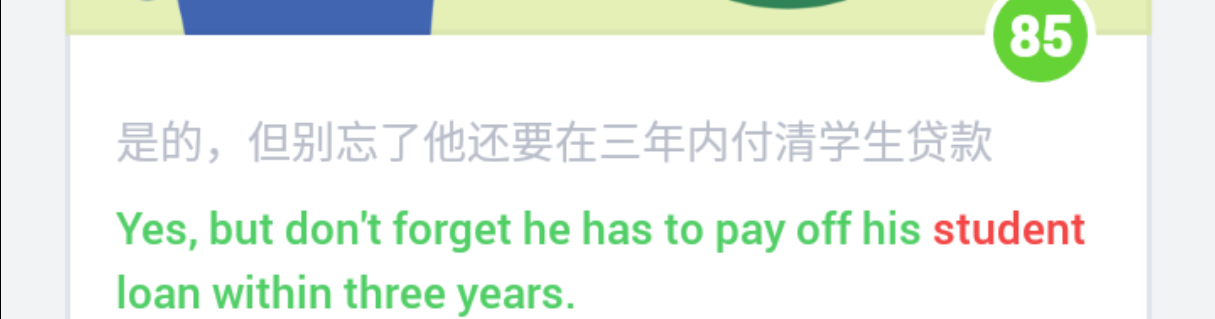 85
是的，但别忘了他还要在三年内付清学生贷款
Yes, but don't forget he has to pay off his student
loan within three years.